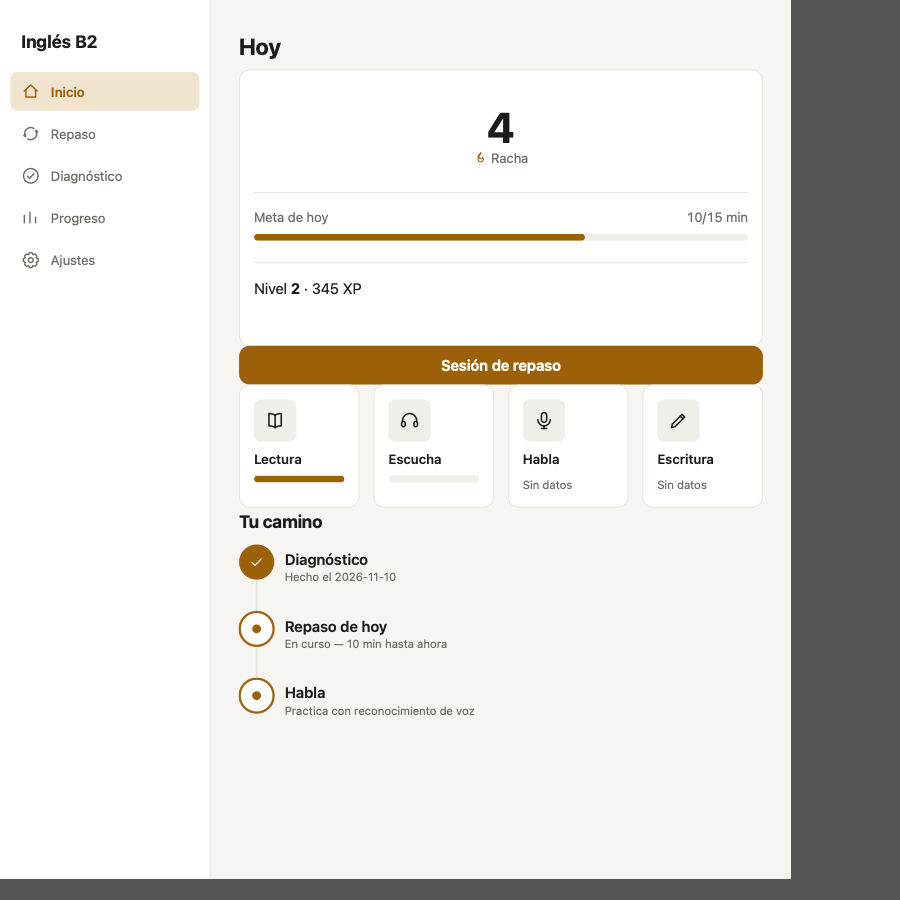 Inglés B2
Inicio
Repaso
Diagnóstico
Progreso
Ajustes
Hoy
4
Racha
Meta de hoy 10/15 min
Nivel 2 · 345 XP
Sesión de repaso
Lectura
Escucha
Habla
Sin datos
Escritura
Sin datos
Tu camino
Diagnóstico
Hecho el 2026-11-10
Repaso de hoy
En curso — 10 min hasta ahora
Habla
Practica con reconocimiento de voz